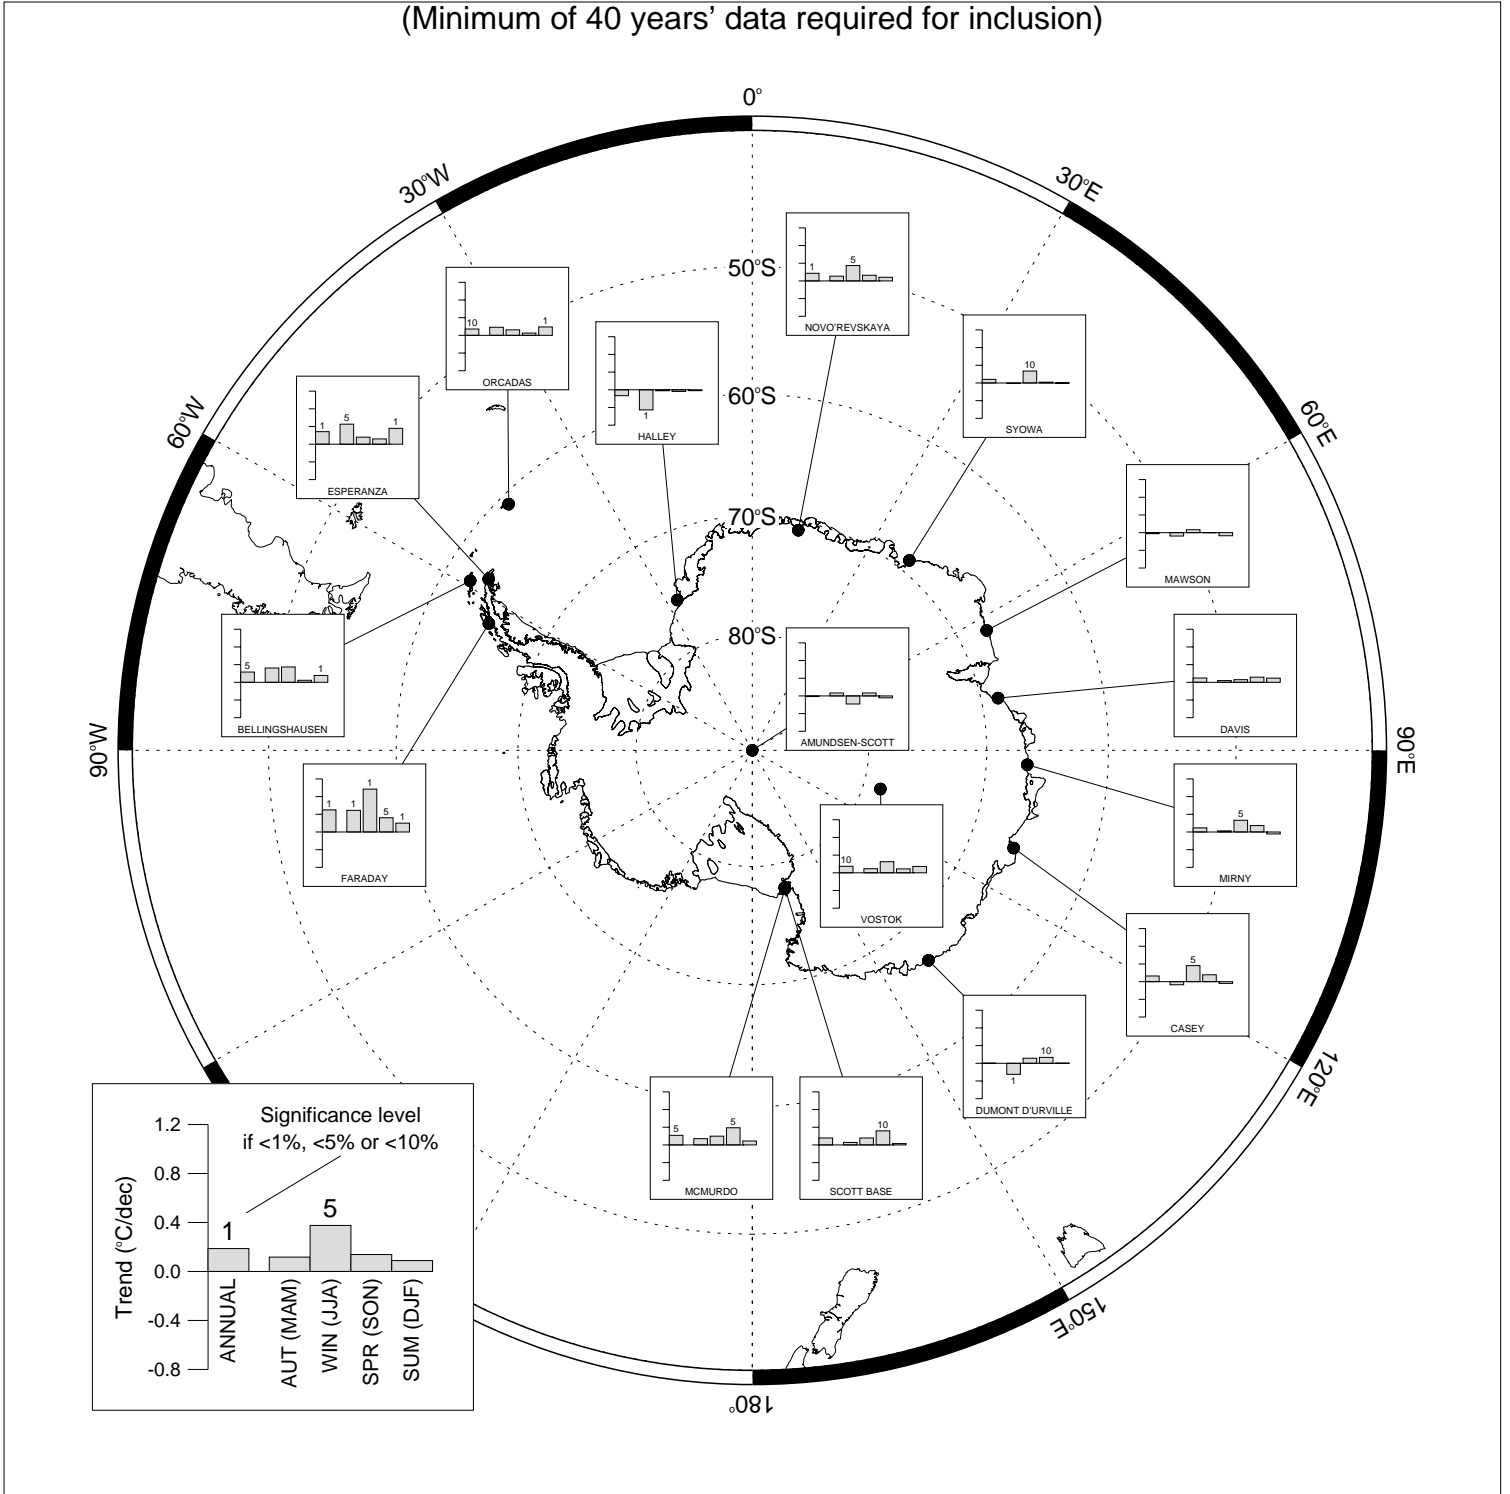 (Minimum of 40 years’ data required for inclusion)
0°
30°W
30°E
50°S
1
5
NOVO'REVSKAYA
10
1
ORCADAS
1
HALLEY
10
SYOWA
60°S
60°W
60°E
1
5
1
ESPERANZA
MAWSON
70°S
80°S
5
1
BELLINGSHAUSEN
AMUNDSEN-SCOTT
DAVIS
90°W
90°E
1
1
1
5
1
FARADAY
10
VOSTOK
5
MIRNY
5
CASEY
1
10
DUMONT D'URVILLE
120°E
5
5
MCMURDO
10
SCOTT BASE
150°E
180°
Significance level
if <1%, <5% or <10%
Trend (°C/dec)
1.2
0.8
0.4
0.0
-0.4
-0.8
1
5
ANNUAL
AUT (MAM)
WIN (JJA)
SPR (SON)
SUM (DJF)